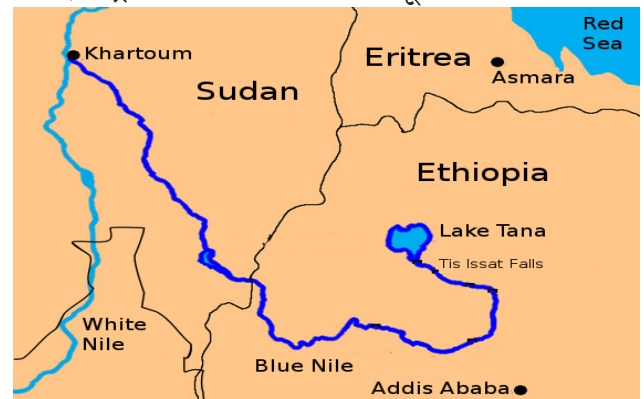 Red
Sea
Khartoum
Eritrea
Asmara
Sudan
Ethiopia
Lake Tana
Tis Issat Falls
White
Nile
Blue Nile
Addis Ababa